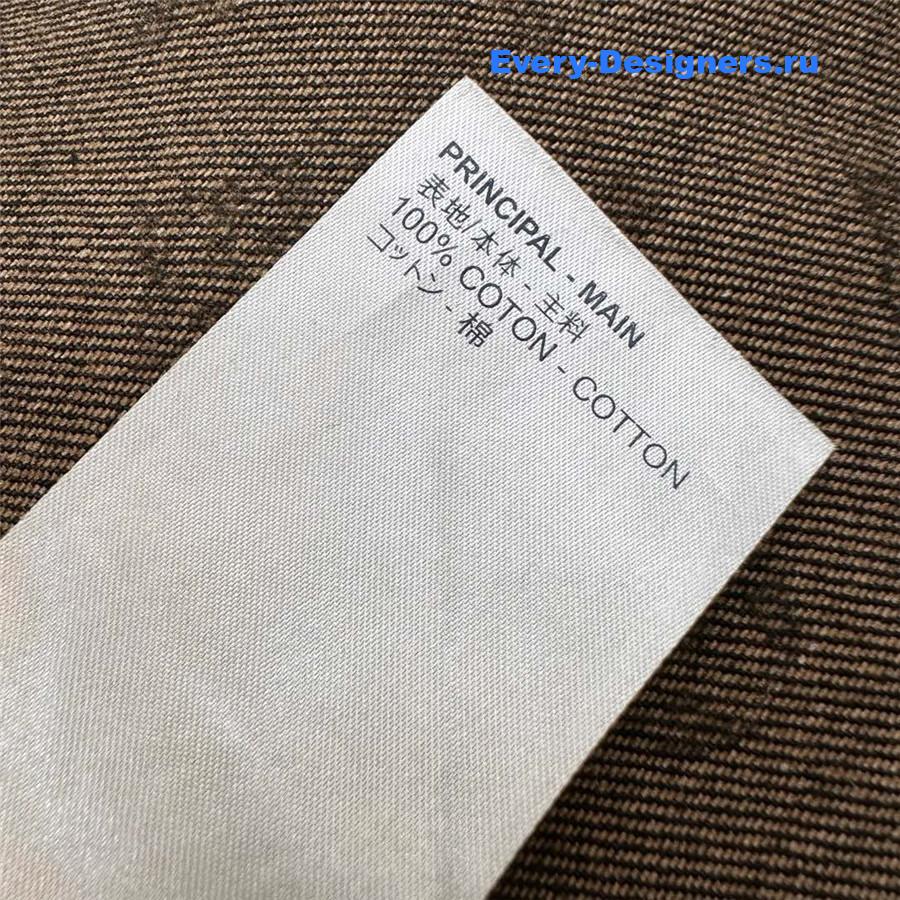 Every-Designers.ru
PRINCIPAL - MAIN
表地/本体 - 主料
100% COTON - COTTON
コットン - 棉